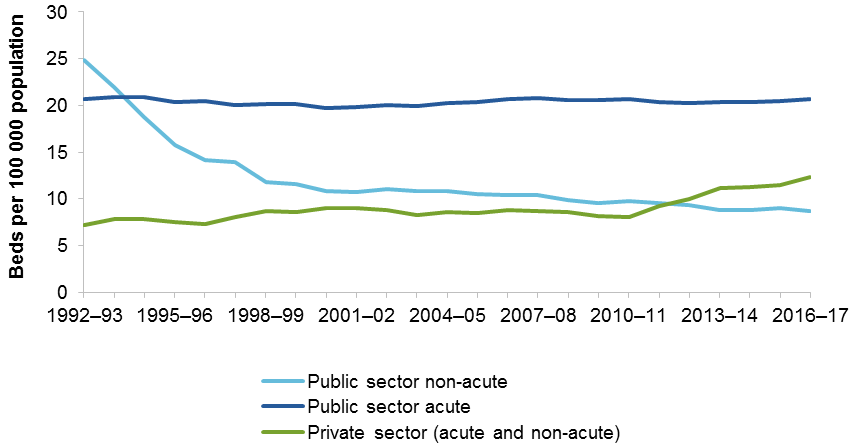 Beds per 100 000 population
30
25
20
15
10
5
0
1992–93 1995–96 1998–99 2001–02 2004–05 2007–08 2010–11 2013–14 2016–17
Public sector non-acute
Public sector acute
Private sector (acute and non-acute)